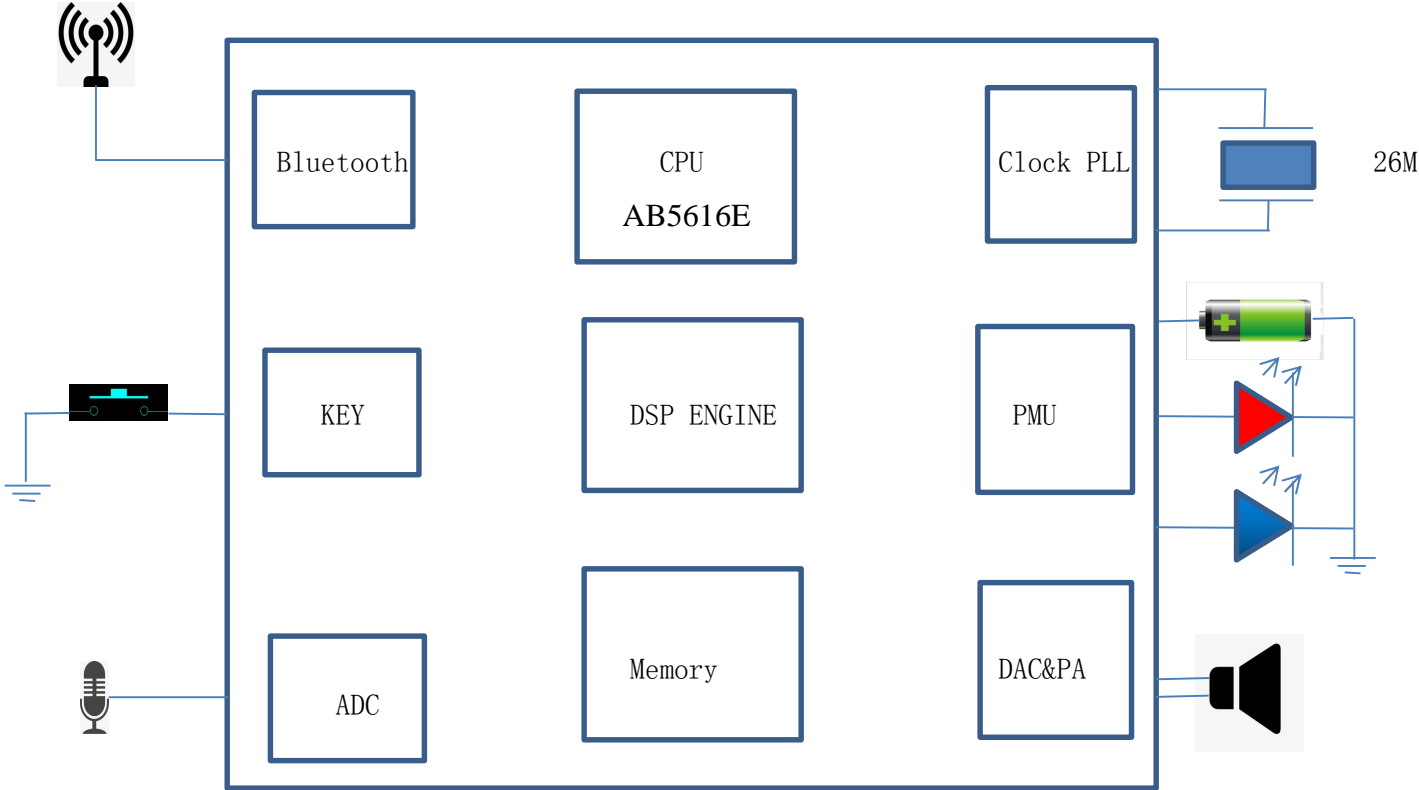 Bluetooth
CPU
AB5616E
Clock PLL
26M
KEY
DSP ENGINE
PMU
ADC
Memory
DAC&PA